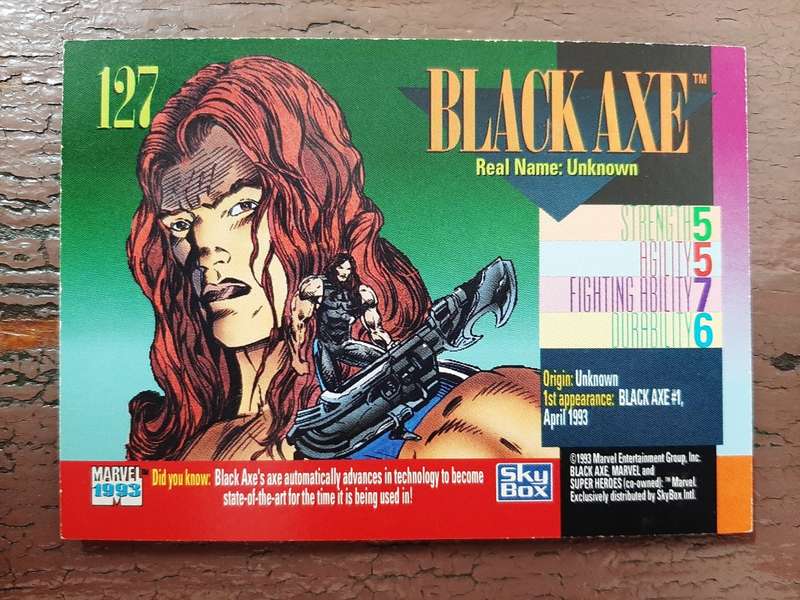 127
BLACK AXE™
Real Name: Unknown
STRENGTH 5
AGILITY 5
FIGHTING ABILITY 7
DURABILITY 6
Origin: Unknown
1st appearance: BLACK AXE #1,
April 1993
MARVEL™
1993
Did you know: Black Axe's axe automatically advances in technology to become
state-of-the-art for the time it is being used in!
SKY
BOX
©1993 Marvel Entertainment Group, Inc.
BLACK AXE, MARVEL and
SUPER HEROES (co-owned): ™ Marvel.
Exclusively distributed by SkyBox Intl.